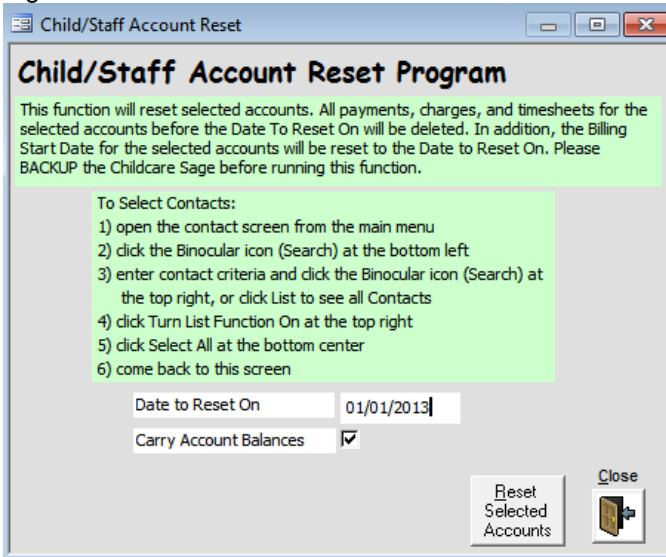 Child/Staff Account Reset
Child/Staff Account Reset Program
This function will reset selected accounts. All payments, charges, and timesheets for the
selected accounts before the Date To Reset On will be deleted. In addition, the Billing
Start Date for the selected accounts will be reset to the Date to Reset On. Please
BACKUP the Childcare Sage before running this function.
To Select Contacts:
1) open the contact screen from the main menu
2) click the Binocular icon (Search) at the bottom left
3) enter contact criteria and click the Binocular icon (Search) at
the top right, or click List to see all Contacts
4) click Turn List Function On at the top right
5) click Select All at the bottom center
6) come back to this screen
Date to Reset On 01/01/2013
Carry Account Balances
Close
Reset
Selected
Accounts